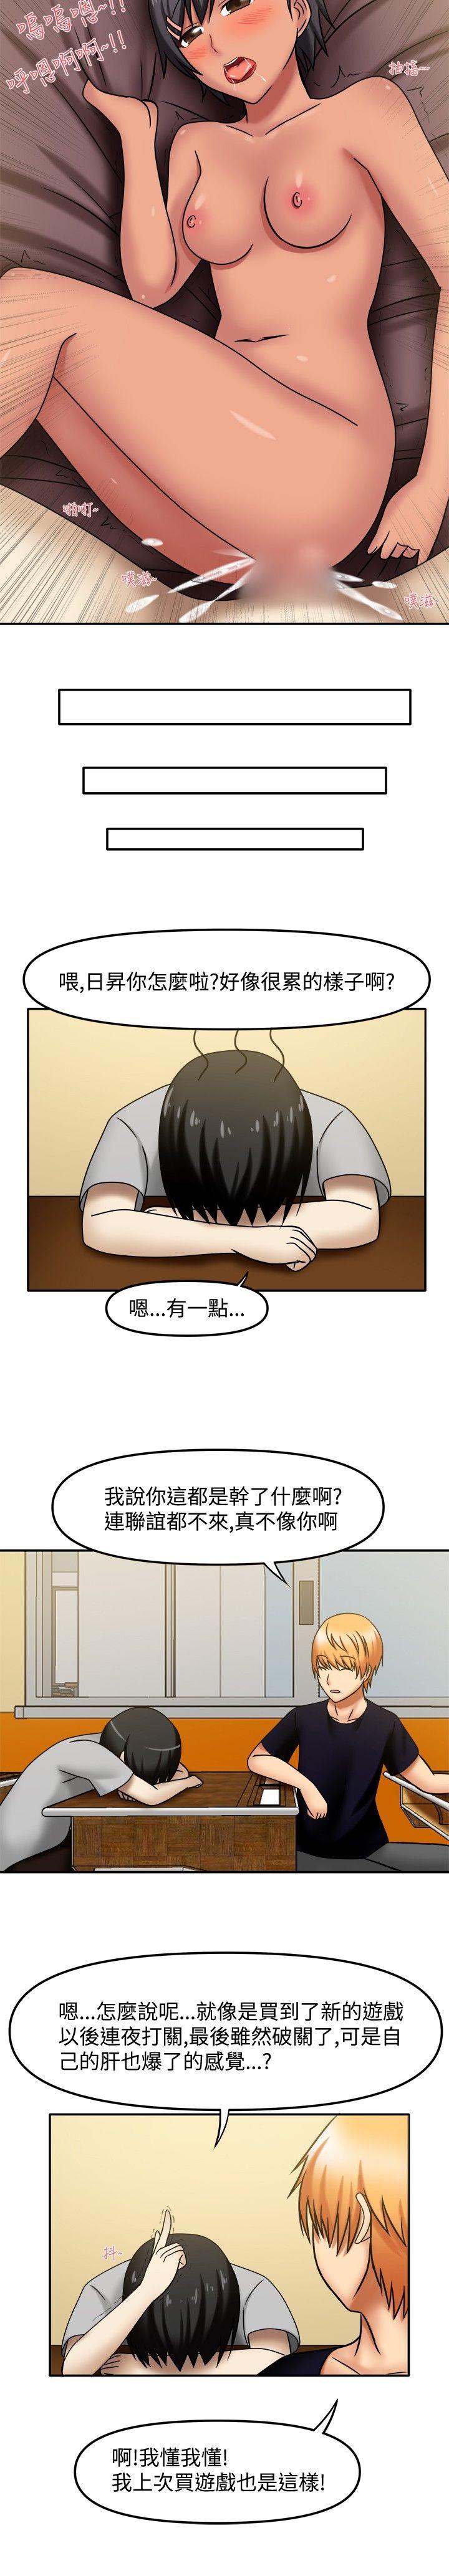 嗚嗚嗯~!!
呼嗯啊啊~!!
抽搐~
啪叮~
噗滋~
噗滋~
喂,日昇你怎麼啦?好像很累的樣子啊?
嗯...有一點...
我說你這都是幹了什麼啊?
連聯誼都不來,真不像你啊
嗯...怎麼說呢...就像是買到了新的遊戲
以後連夜打關,最後雖然破關了,可是自
己的肝也爆了的感覺...?
抖~
啊!我懂我懂!
我上次買遊戲也是這樣!